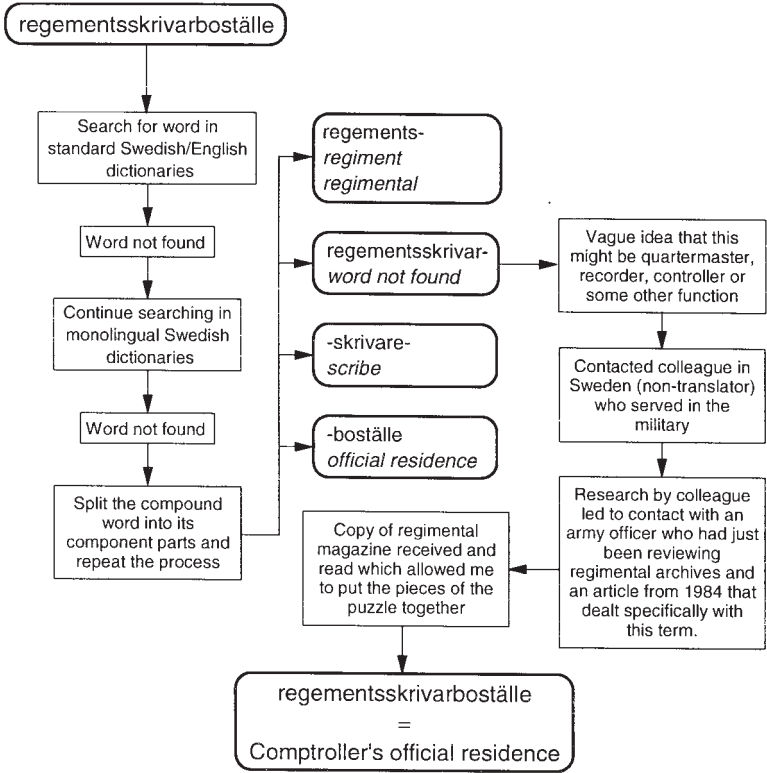 regementsskrivarboställe
Search for word in
standard Swedish/English
dictionaries
Word not found
Continue searching in
monolingual Swedish
dictionaries
Word not found
Split the compound
word into its
component parts and
repeat the process
regements-
regiment
regimental
regementsskrivar-
word not found
-skrivare-
scribe
-boställe
official residence
Vague idea that this
might be quartermaster,
recorder, controller or
some other function
Contacted colleague in
Sweden (non-translator)
who served in the
military
Research by colleague
led to contact with an
army officer who had just
been reviewing
regimental archives and
an article from 1984 that
dealt specifically with
this term.
Copy of regimental
magazine received and
read which allowed me
to put the pieces of the
puzzle together
regementsskrivarboställe
=
Comptroller's official residence